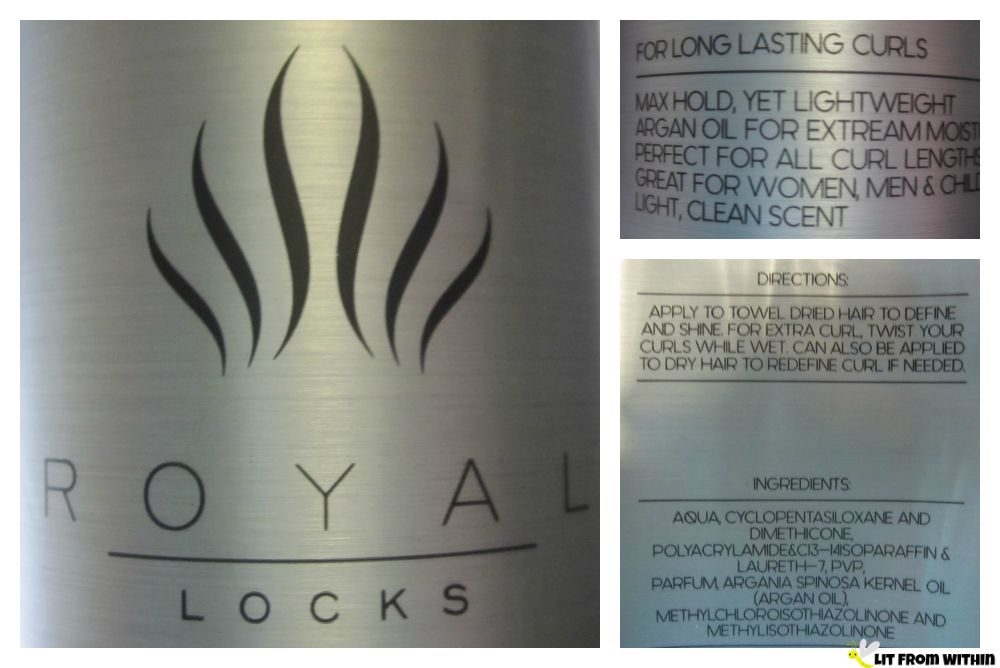 ROYAL
LOCKS
FOR LONG LASTING CURLS
MAX HOLD, YET LIGHTWEIGHT
ARGAN OIL FOR EXTREAM MOIST
PERFECT FOR ALL CURL LENGTHS
GREAT FOR WOMEN, MEN & CHILD
LIGHT, CLEAN SCENT
DIRECTIONS:
APPLY TO TOWEL DRIED HAIR TO DEFINE
AND SHINE. FOR EXTRA CURL, TWIST YOUR
CURLS WHILE WET. CAN ALSO BE APPLIED
TO DRY HAIR TO REDEFINE CURL IF NEEDED.
INGREDIENTS:
AQUA, CYCLOPENTASILOXANE AND
DIMETHICONE,
POLYACRYLAMIDE&C13-14ISOPARAFFIN &
LAURETH-7, PVP,
PARFUM, ARGANIA SPINOSA KERNEL OIL
(ARGAN OIL),
METHYLCHLOROISOTHIAZOLINONE AND
METHYLISOTHIAZOLINONE
LIT FROM WITHIN